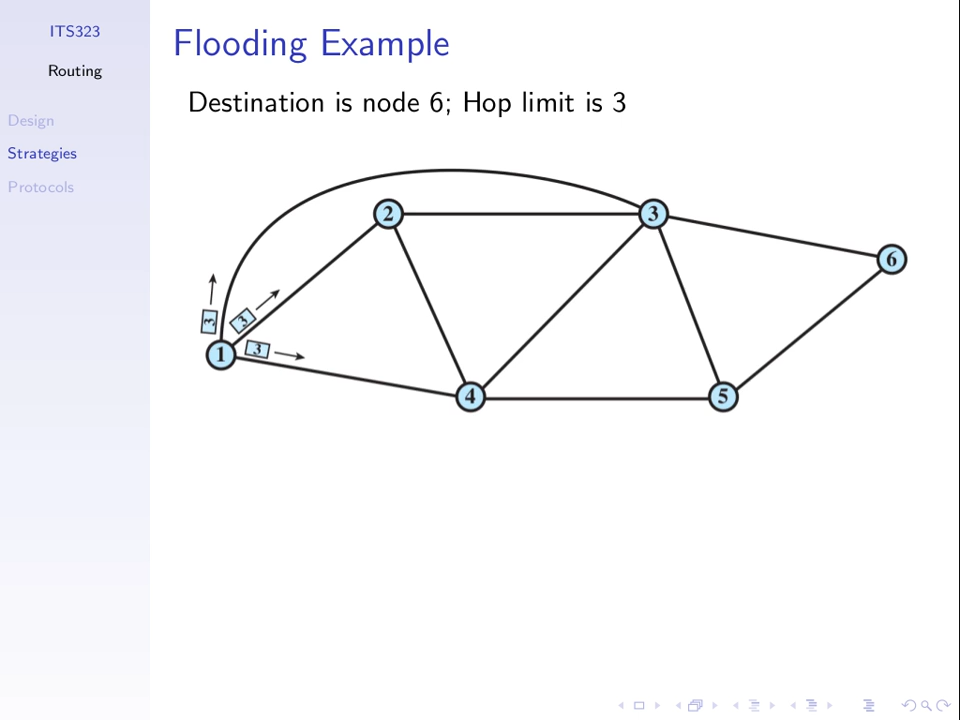 ITS323
Routing
Design
Strategies
Protocols
Flooding Example
Destination is node 6; Hop limit is 3
2
3
6
3
3
3
1
4
5